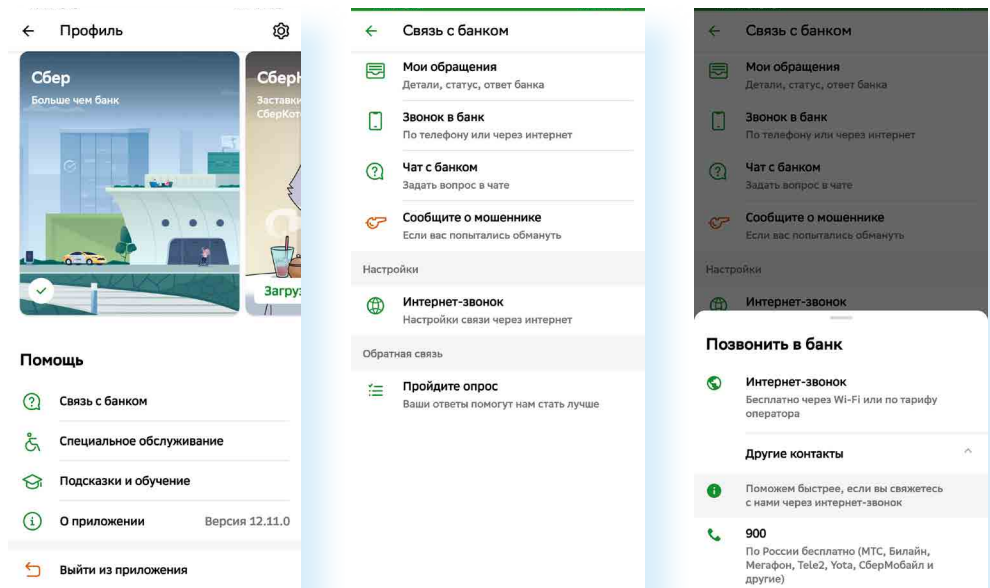 Профиль
Сбер
Больше чем банк
СберК
Заставки
СберКот
Загруз
Помощь
Связь с банком
Специальное обслуживание
Подсказки и обучение
О приложении
Версия 12.11.0
Выйти из приложения
Связь с банком
Мои обращения
Детали, статус, ответ банка
Звонок в банк
По телефону или через интернет
Чат с банком
Задать вопрос в чате
Сообщите о мошеннике
Если вас попытались обмануть
Настройки
Интернет-звонок
Настройки связи через интернет
Обратная связь
Пройдите опрос
Ваши ответы помогут нам стать лучше
Связь с банком
Мои обращения
Детали, статус, ответ банка
Звонок в банк
По телефону или через интернет
Чат с банком
Задать вопрос в чате
Сообщите о мошеннике
Если вас попытались обмануть
Настройки
Интернет-звонок
Позвонить в банк
Интернет-звонок
Бесплатно через Wi-Fi или по тарифу
оператора
Другие контакты
Поможем быстрее, если вы свяжетесь
с нами через интернет-звонок
900
По России бесплатно (МТС, Билайн,
Мегафон, Tele2, Yota, СберМобайл и
другие)